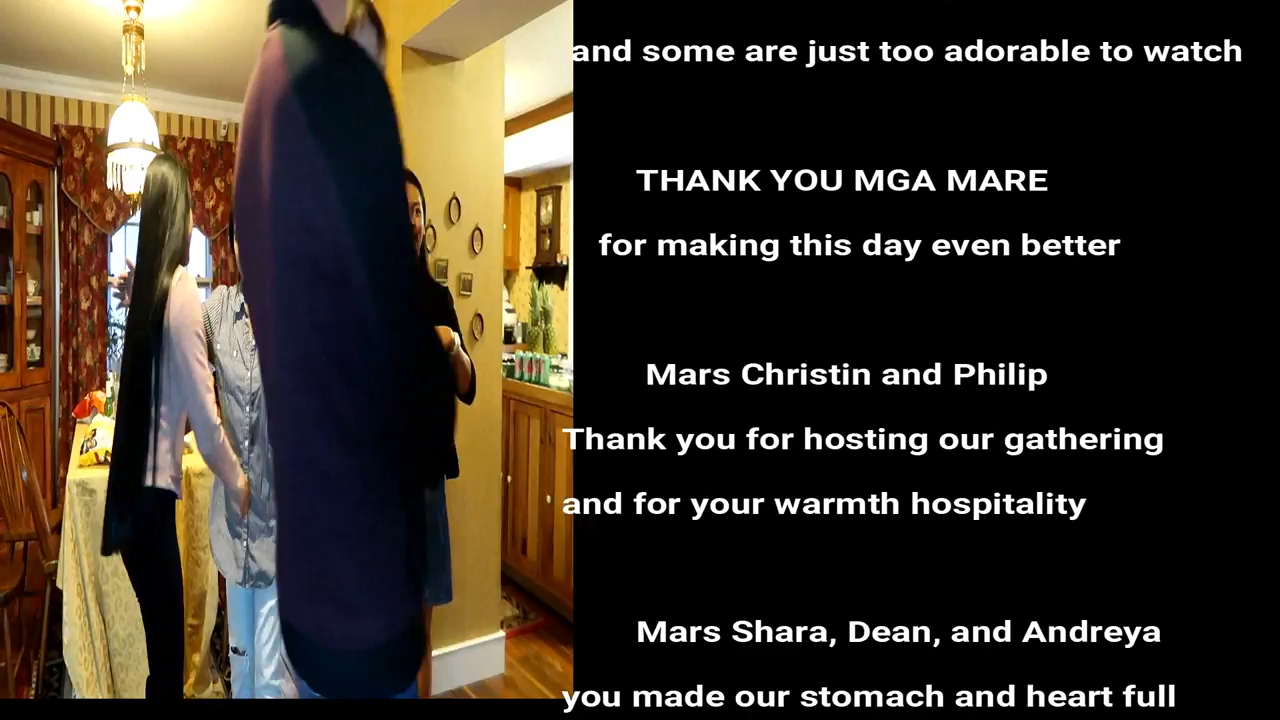 and some are just too adorable to watch
THANK YOU MGA MARE
for making this day even better
Mars Christin and Philip
Thank you for hosting our gathering
and for your warmth hospitality
Mars Shara, Dean, and Andreya
you made our stomach and heart full